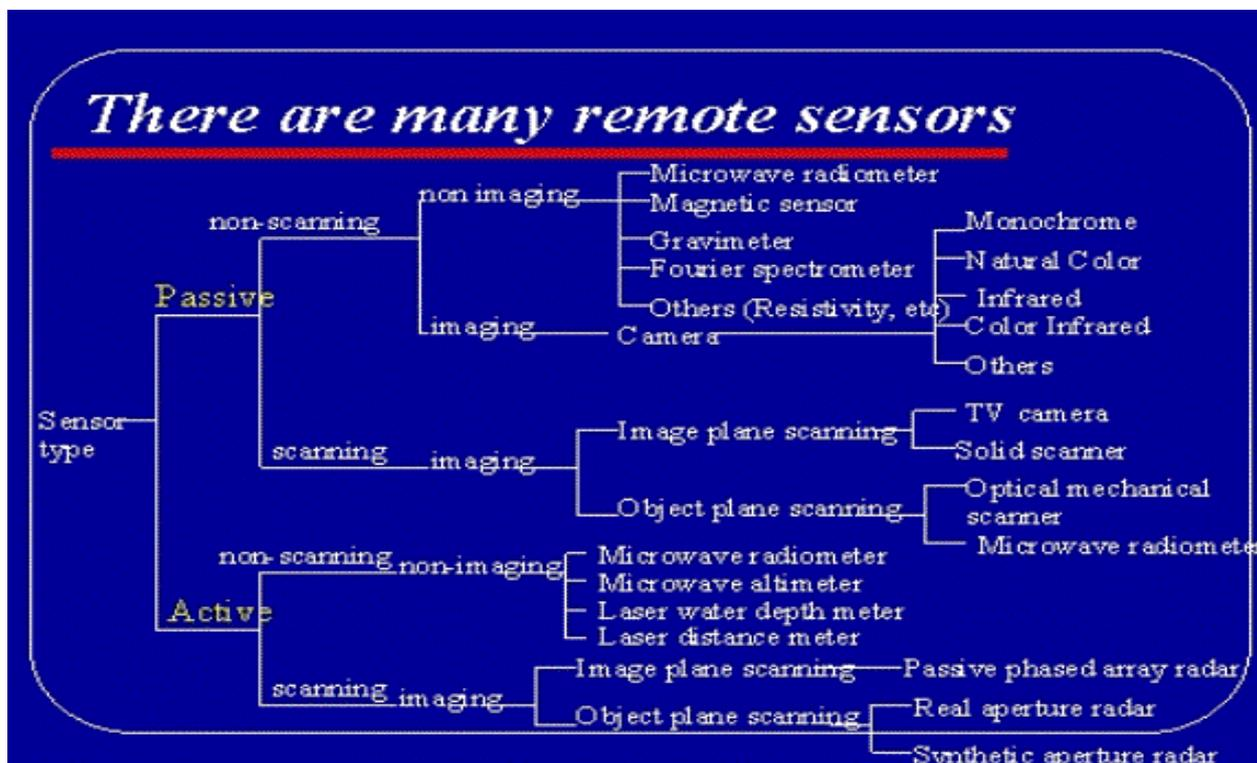 There are many remote sensors
Microwave radiometer
non imaging
Magnetic sensor
non-scanning
Monochrome
Gravimeter
Natural Color
Fourier spectrometer
Passive
Infrared
Others (Resistivity, etc)
imaging
Camera
Color Infrared
Others
Sensor
type
TV camera
Image plane scanning
scanning
imaging
Solid scanner
Optical mechanical
scanner
Object plane scanning
Microwave radiometer
non-scanning
non-imaging
Microwave radiometer
Microwave altimeter
Active
Laser water depth meter
Laser distance meter
Image plane scanning
Passive phased array radar
scanning
imaging
Real aperture radar
Object plane scanning
Synthetic aperture radar